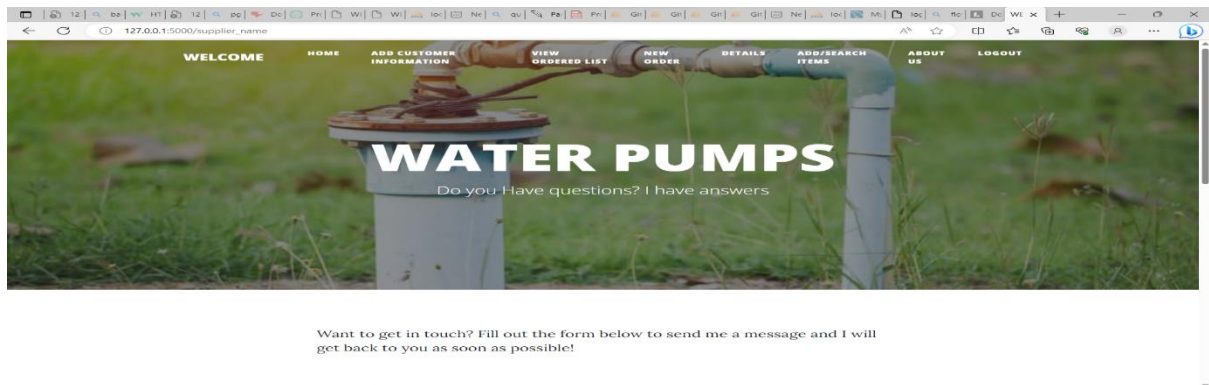 127.0.0.1:5000/supplier_name
WELCOME
HOME
ADD CUSTOMER
INFORMATION
VIEW
ORDERED LIST
NEW
ORDER
DETAILS
ADD/SEARCH
ITEMS
ABOUT
US
LOGOUT
WATER PUMPS
Do you Have questions? I have answers
Want to get in touch? Fill out the form below to send me a message and I will
get back to you as soon as possible!